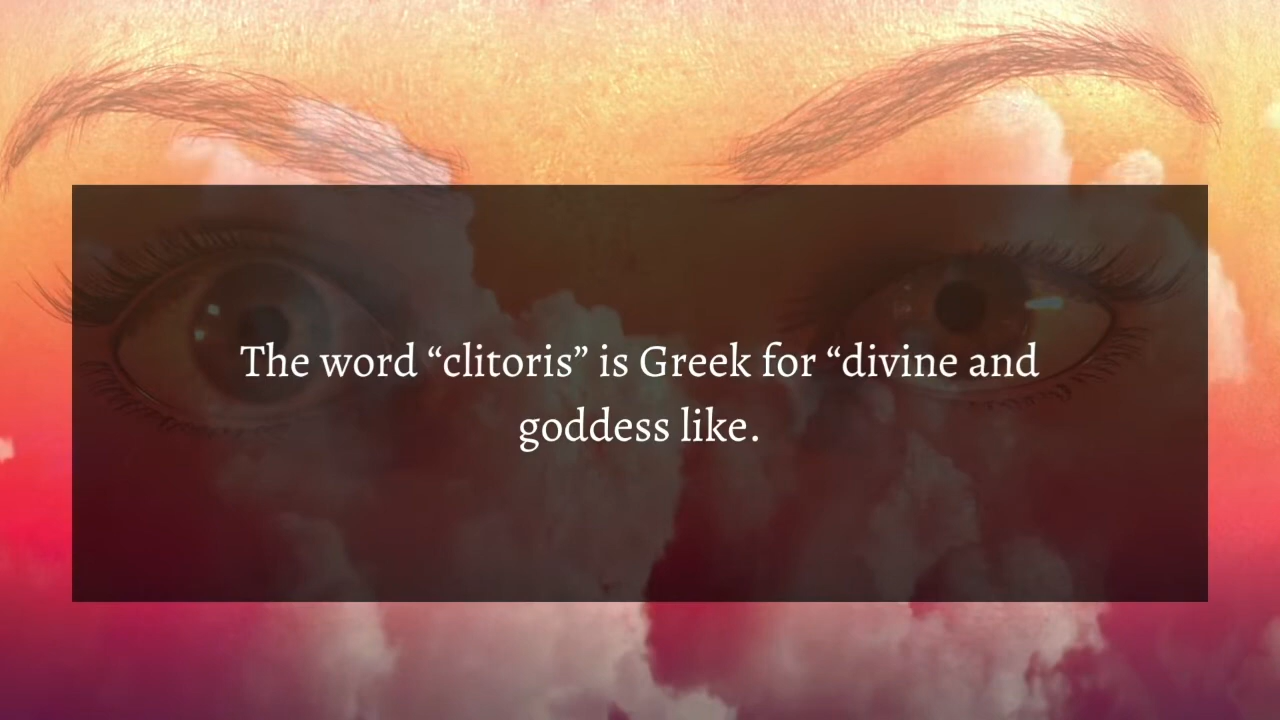 The word “clitoris” is Greek for “divine and
goddess like.